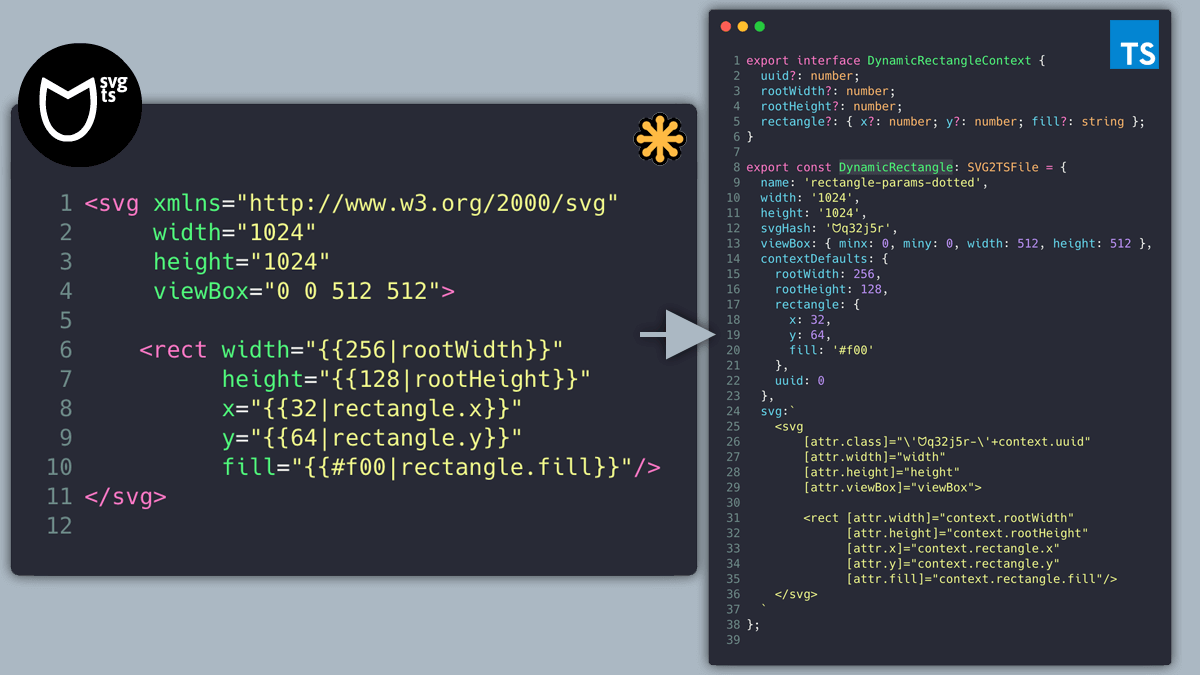 svg
ts
1 <svg xmlns="http://www.w3.org/2000/svg"
2      width="1024"
3      height="1024"
4      viewBox="0 0 512 512">
5
6     <rect width="{{256|rootWidth}}"
7           height="{{128|rootHeight}}"
8           x="{{32|rectangle.x}}"
9           y="{{64|rectangle.y}}"
10           fill="{{#f00|rectangle.fill}}"/>
11 </svg>
12
TS
1 export interface DynamicRectangleContext {
2   uuid?: number;
3   rootWidth?: number;
4   rootHeight?: number;
5   rectangle?: { x?: number; y?: number; fill?: string };
6 }
7
8 export const DynamicRectangle: SVG2TSFile = {
9   name: 'rectangle-params-dotted',
10   width: '1024',
11   height: '1024',
12   svgHash: 'ᗢq32j5r',
13   viewBox: { minx: 0, miny: 0, width: 512, height: 512 },
14   contextDefaults: {
15     rootWidth: 256,
16     rootHeight: 128,
17     rectangle: {
18       x: 32,
19       y: 64,
20       fill: '#f00'
21     },
22     uuid: 0
23   },
24   svg:`
25     <svg
26         [attr.class]="\'ᗢq32j5r-\'+context.uuid"
27         [attr.width]="width"
28         [attr.height]="height"
29         [attr.viewBox]="viewBox">
30
31         <rect [attr.width]="context.rootWidth"
32               [attr.height]="context.rootHeight"
33               [attr.x]="context.rectangle.x"
34               [attr.y]="context.rectangle.y"
35               [attr.fill]="context.rectangle.fill"/>
36     </svg>
37   `
38 };
39